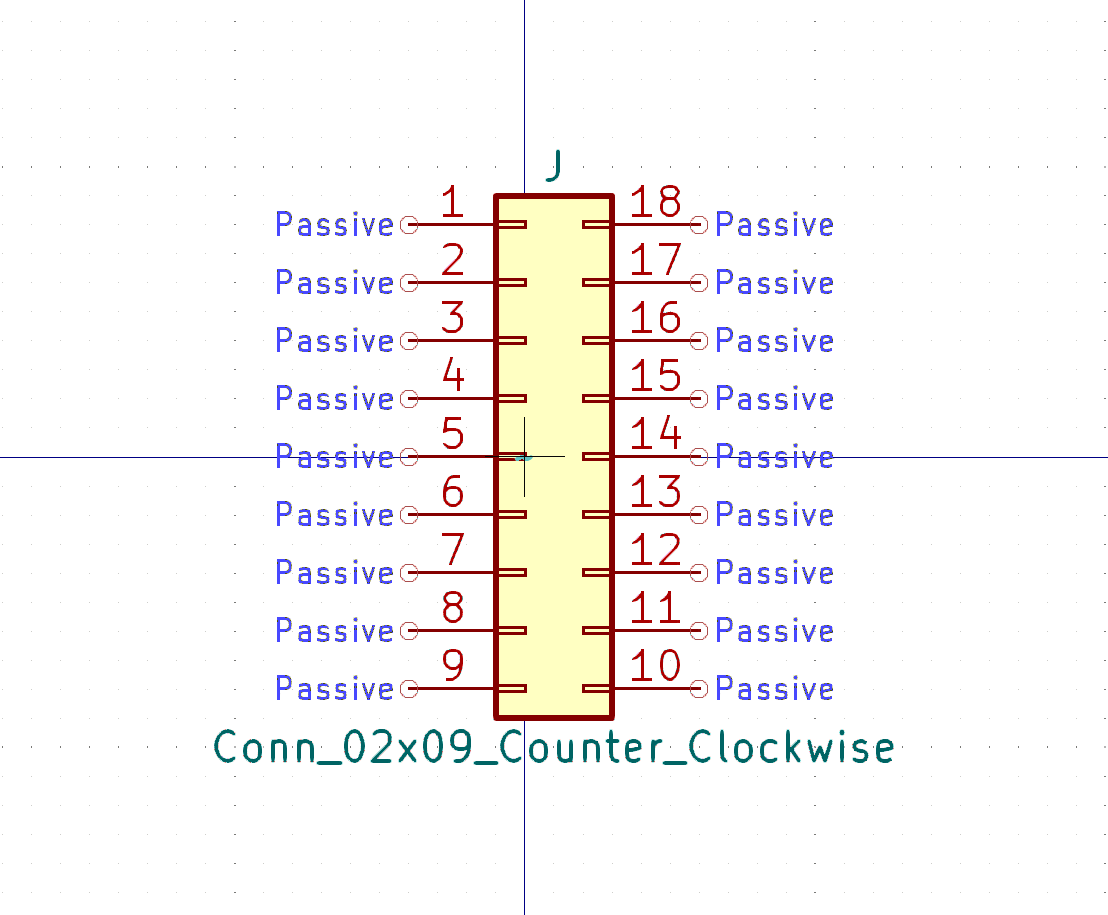 J
Passive 1 18 Passive
Passive 2 17 Passive
Passive 3 16 Passive
Passive 4 15 Passive
Passive 5 14 Passive
Passive 6 13 Passive
Passive 7 12 Passive
Passive 8 11 Passive
Passive 9 10 Passive
Conn_02x09_Counter_Clockwise